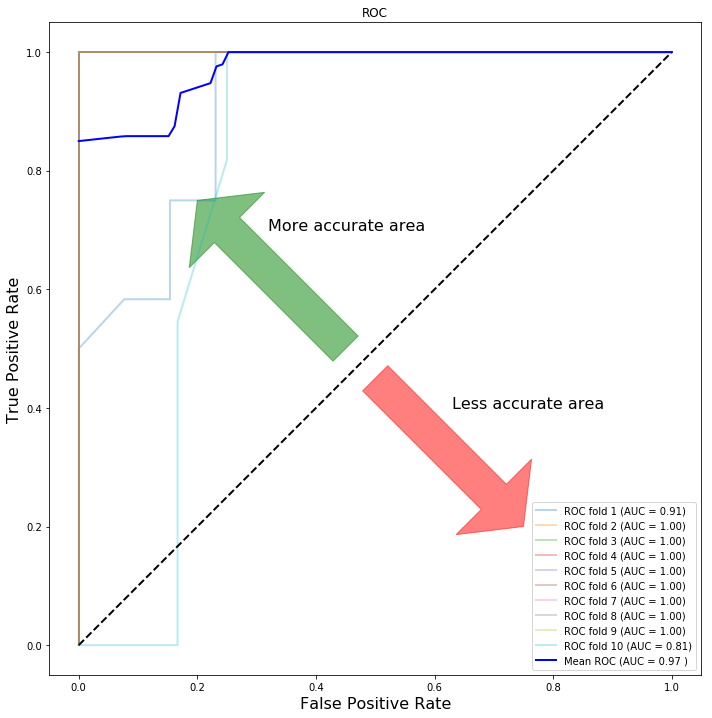 ROC
1.0
0.8
0.6
0.4
0.2
0.0
True Positive Rate
More accurate area
Less accurate area
ROC fold 1 (AUC = 0.91)
ROC fold 2 (AUC = 1.00)
ROC fold 3 (AUC = 1.00)
ROC fold 4 (AUC = 1.00)
ROC fold 5 (AUC = 1.00)
ROC fold 6 (AUC = 1.00)
ROC fold 7 (AUC = 1.00)
ROC fold 8 (AUC = 1.00)
ROC fold 9 (AUC = 1.00)
ROC fold 10 (AUC = 0.81)
Mean ROC (AUC = 0.97 )
0.0 0.2 0.4 0.6 0.8 1.0
False Positive Rate